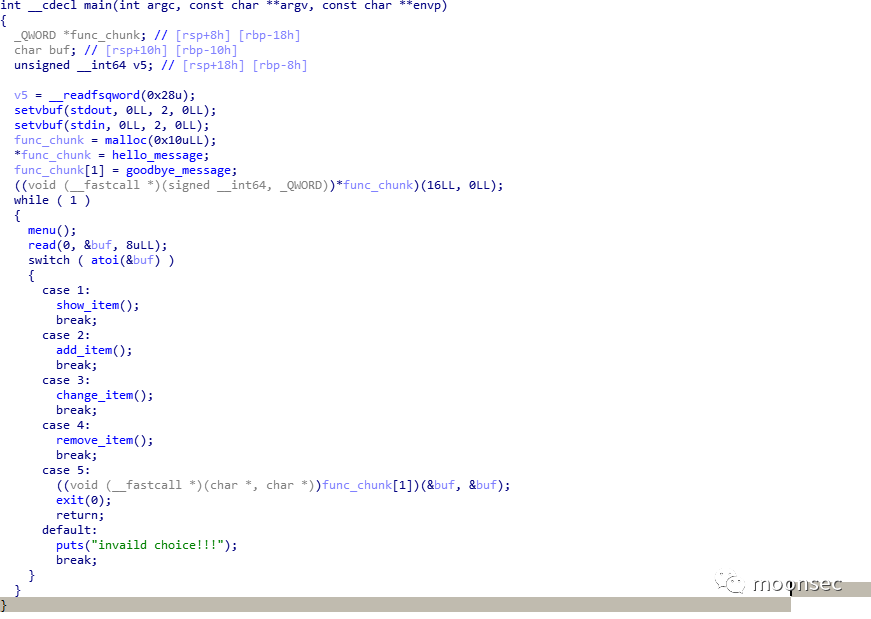 int __cdecl main(int argc, const char **argv, const char **envp)
{
  _QWORD *func_chunk; // [rsp+8h] [rbp-18h]
  char buf; // [rsp+10h] [rbp-10h]
  unsigned __int64 v5; // [rsp+18h] [rbp-8h]

  v5 = __readfsqword(0x28u);
  setvbuf(stdout, 0LL, 2, 0LL);
  setvbuf(stdin, 0LL, 2, 0LL);
  func_chunk = malloc(0x10uLL);
  *func_chunk = hello_message;
  func_chunk[1] = goodbye_message;
  ((void (__fastcall *)(signed __int64, _QWORD))*func_chunk)(16LL, 0LL);
  while ( 1 )
  {
    menu();
    read(0, &buf, 8uLL);
    switch ( atoi(&buf) )
    {
      case 1:
        show_item();
        break;
      case 2:
        add_item();
        break;
      case 3:
        change_item();
        break;
      case 4:
        remove_item();
        break;
      case 5:
        ((void (__fastcall *)(char *, char *))func_chunk[1])(&buf, &buf);
        exit(0);
        return;
      default:
        puts("invaild choice!!!");
        break;
    }
  }
}
moonsec